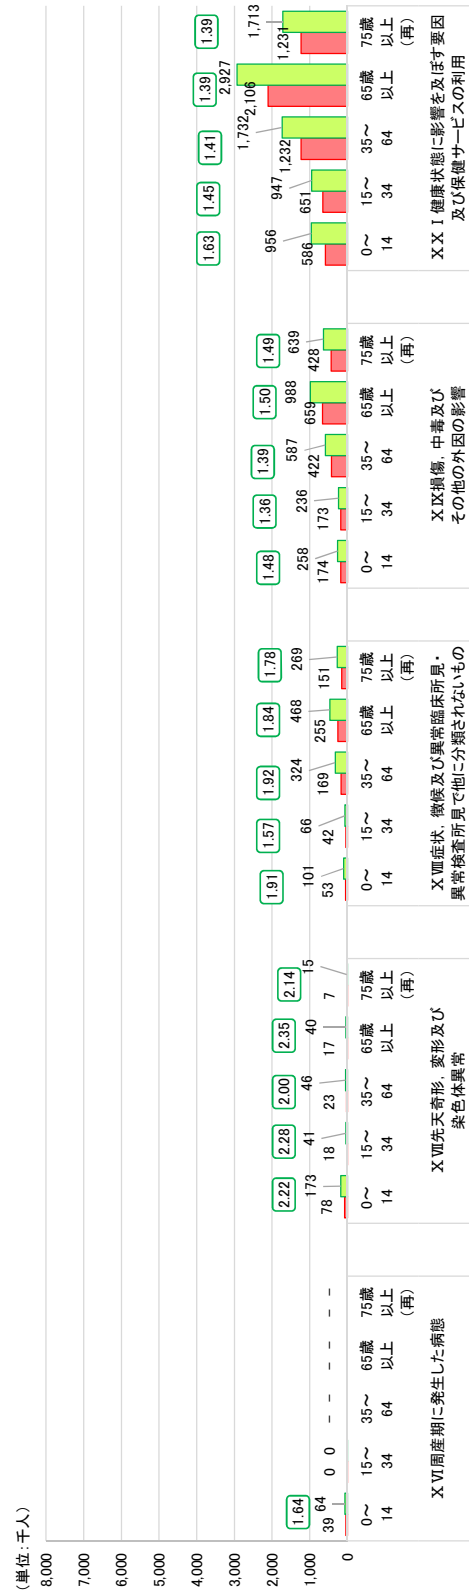 (単位:千人)
8,000
7,000
6,000
5,000
4,000
3,000
2,000
1,000
0
1.64
39 64
0 0
- -
- -
- -
0～ 15～ 35～ 65歳 75歳
14 34 64 以上 以上
(再)
ⅩⅥ周産期に発生した病態
2.22 2.28 2.00 2.35 2.14
78 173
18 41
23 46
17 40
7 15
0～ 15～ 35～ 65歳 75歳
14 34 64 以上 以上
(再)
ⅩⅦ先天奇形，変形及び
染色体異常
1.91 1.57 1.92 1.84 1.78
53 101
42 66
169 324
255 468
151 269
0～ 15～ 35～ 65歳 75歳
14 34 64 以上 以上
(再)
ⅩⅧ症状，徴候及び異常臨床所見・
異常検査所見で他に分類されないもの
1.48 1.36 1.39 1.50 1.49
174 258
173 236
422 587
659 988
428 639
0～ 15～ 35～ 65歳 75歳
14 34 64 以上 以上
(再)
ⅩⅨ損傷，中毒及び
その他の外因の影響
1.63 1.45 1.41 1.39 1.39
586 956
651 947
1,232 1,732
2,106 2,927
1,231 1,713
0～ 15～ 35～ 65歳 75歳
14 34 64 以上 以上
(再)
ⅩⅩⅠ健康状態に影響を及ぼす要因
及び保健サービスの利用